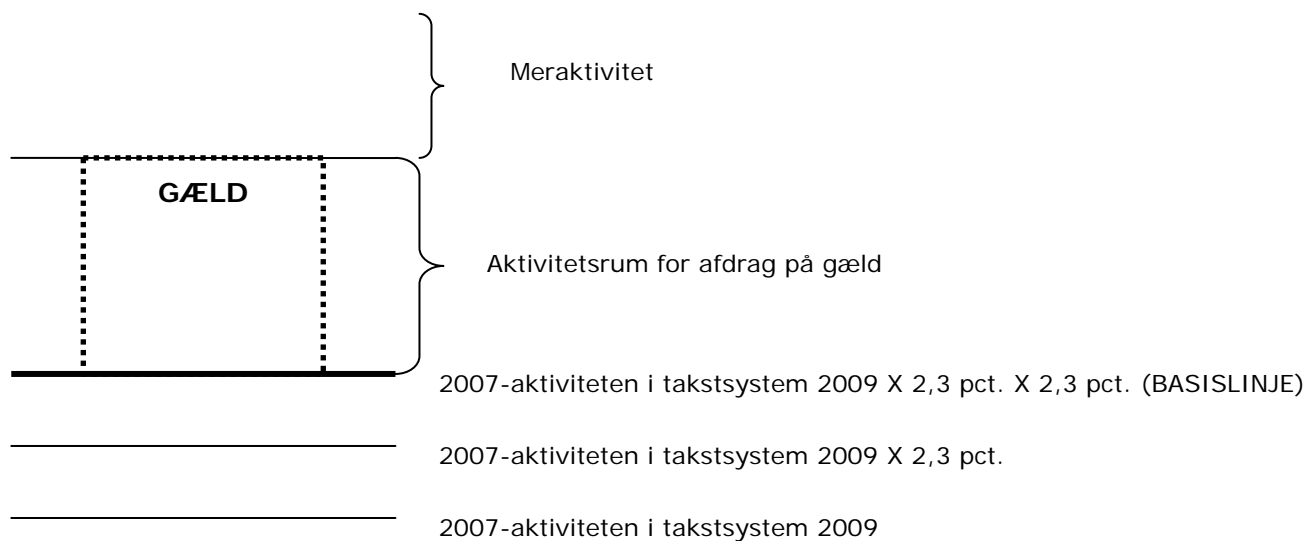 Meraktivitet
GÆLD
Aktivitetsrum for afdrag på gæld
2007-aktiviteten i takstsystem 2009 X 2,3 pct. X 2,3 pct. (BASISLINJE)
2007-aktiviteten i takstsystem 2009 X 2,3 pct.
2007-aktiviteten i takstsystem 2009